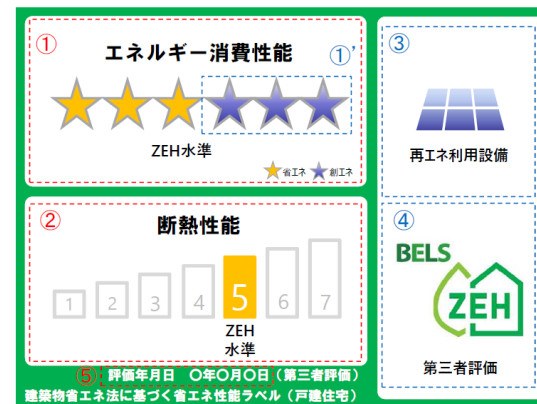 ①
エネルギー消費性能
①’
ZEH水準
省エネ 創エネ
②
断熱性能
1 2 3 4 5 6 7
ZEH
水準
③
再エネ利用設備
④
BELS
ZEH
第三者評価
⑤ 評価年月日 〇年〇月〇日（第三者評価）
建築物省エネ法に基づく省エネ性能ラベル（戸建住宅）